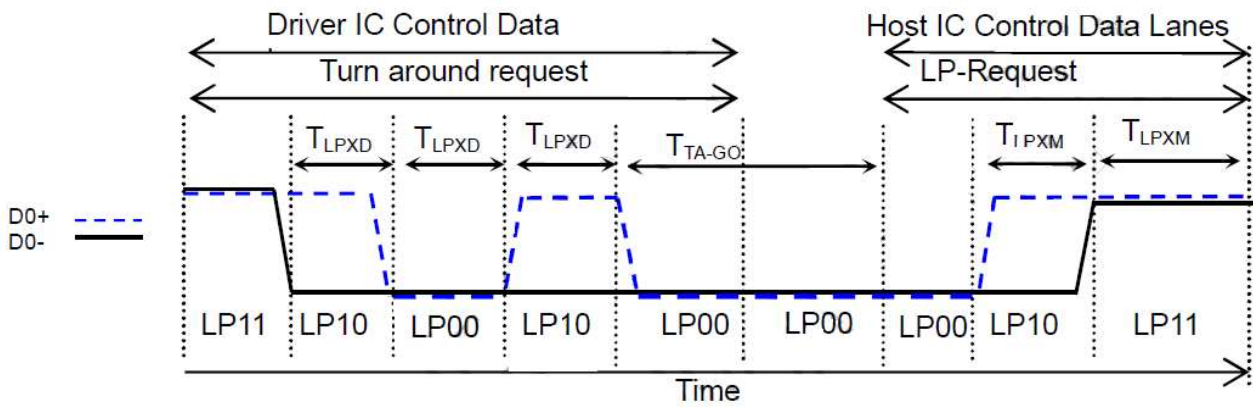 Driver IC Control Data
Host IC Control Data Lanes
Turn around request
LP-Request
TLPXD TLPXD TLPXD TTA-GO TLPXM TLPXM
D0+
D0-
LP11 LP10 LP00 LP10 LP00 LP00 LP00 LP10 LP11
Time